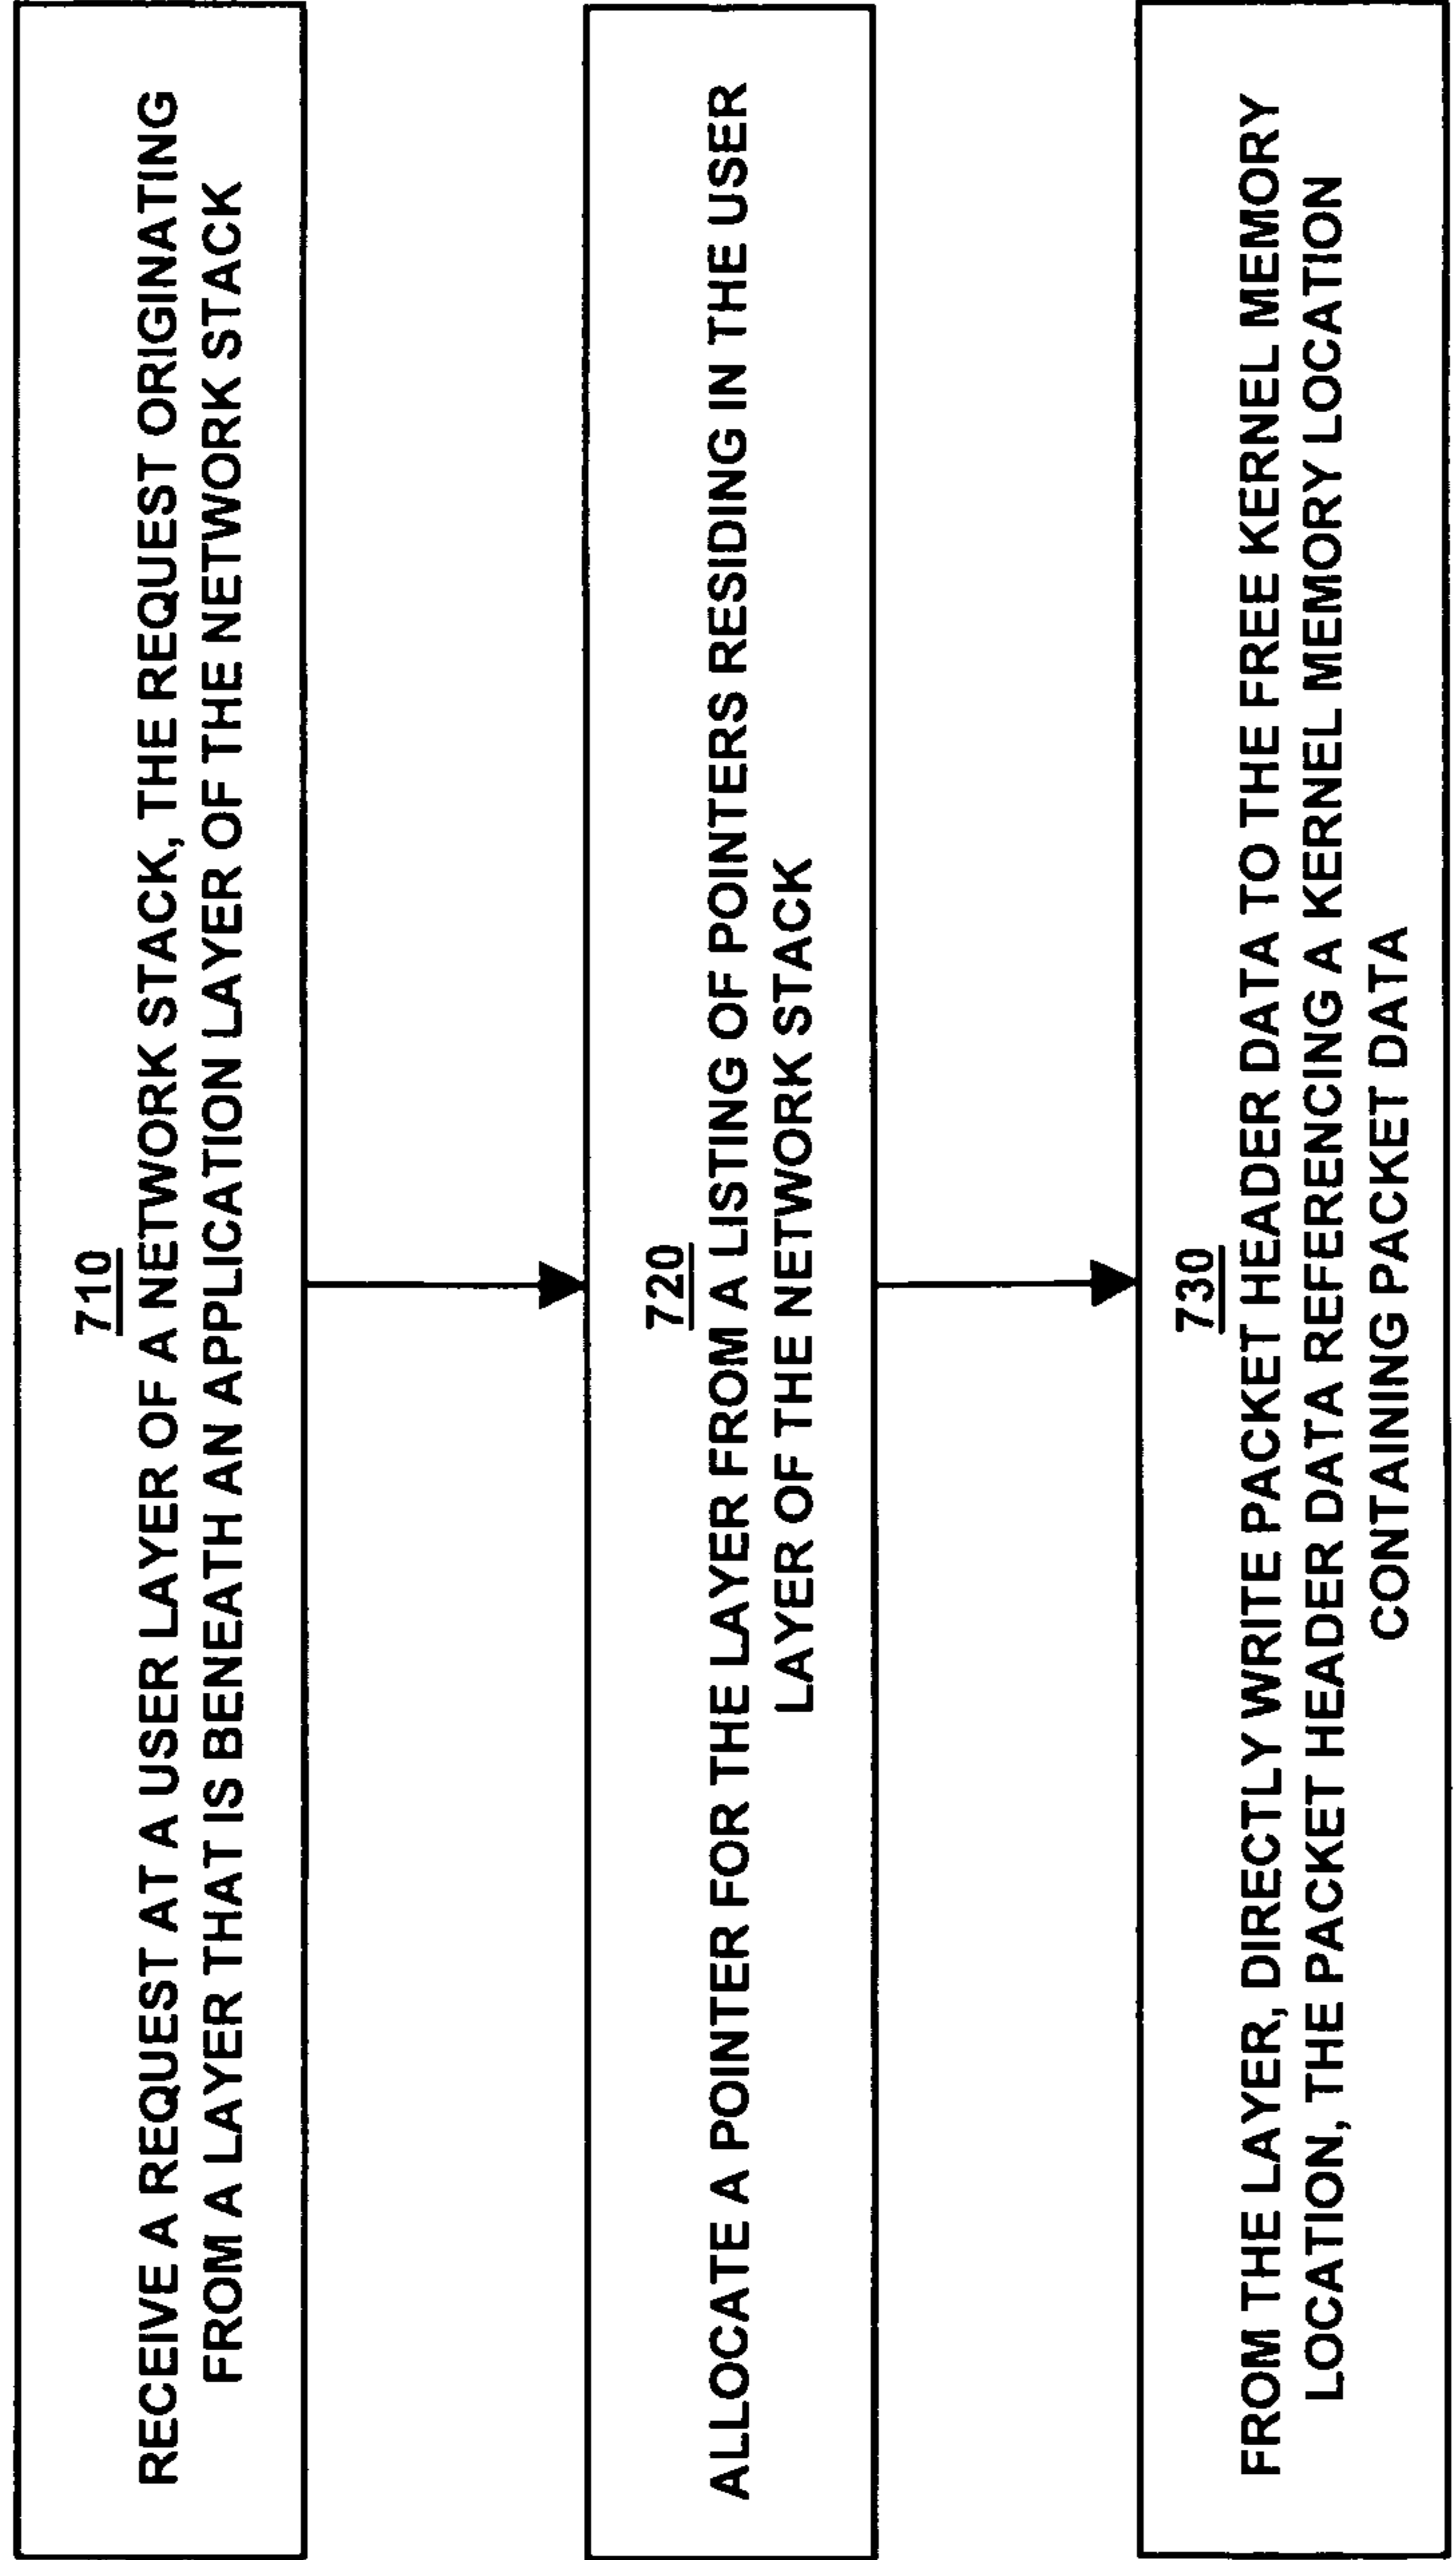 710
RECEIVE A REQUEST AT A USER LAYER OF A NETWORK STACK, THE REQUEST ORIGINATING
FROM A LAYER THAT IS BENEATH AN APPLICATION LAYER OF THE NETWORK STACK
720
ALLOCATE A POINTER FOR THE LAYER FROM A LISTING OF POINTERS RESIDING IN THE USER
LAYER OF THE NETWORK STACK
730
FROM THE LAYER, DIRECTLY WRITE PACKET HEADER DATA TO THE FREE KERNEL MEMORY
LOCATION, THE PACKET HEADER DATA REFERENCING A KERNEL MEMORY LOCATION
CONTAINING PACKET DATA